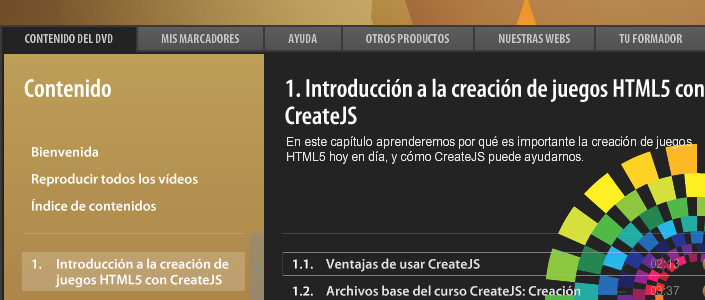 CONTENIDO DEL DVD MIS MARCADORES AYUDA OTROS PRODUCTOS NUESTRAS WEBS TU FORMADOR
Contenido
Bienvenida
Reproducir todos los vídeos
Índice de contenidos
1. Introducción a la creación de
juegos HTML5 con CreateJS
1. Introducción a la creación de juegos HTML5 con
CreateJS
En este capítulo aprenderemos por qué es importante la creación de juegos
HTML5 hoy en día, y cómo CreateJS puede ayudarnos.
1.1. Ventajas de usar CreateJS 02:13
1.2. Archivos base del curso CreateJS: Creación 03:37